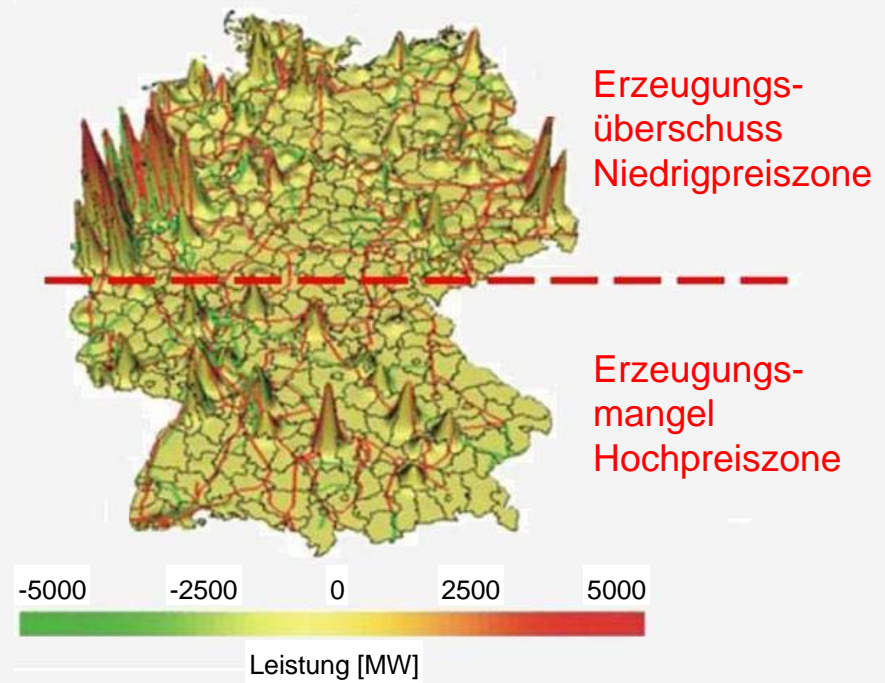 Erzeugungs-
überschuss
Niedrigpreiszone
Erzeugungs-
mangel
Hochpreiszone
-5000 -2500 0 2500 5000
Leistung [MW]